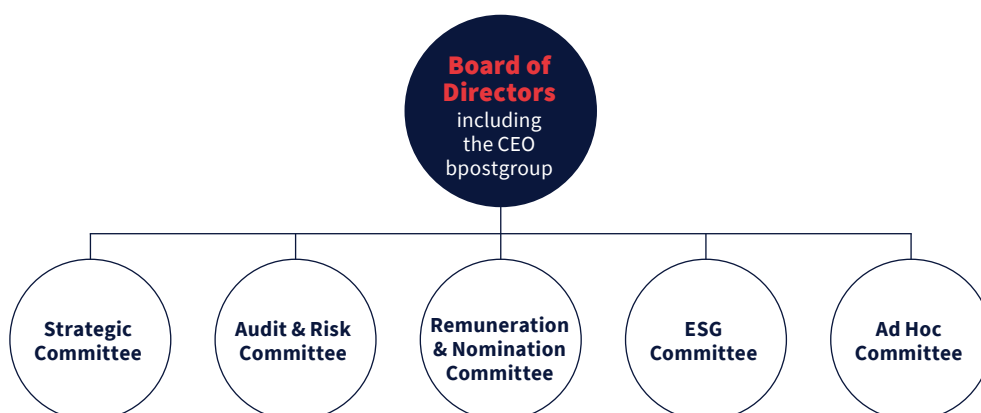 Board of
Directors
including
the CEO
bpostgroup
Strategic
Committee
Audit & Risk
Committee
Remuneration
& Nomination
Committee
ESG
Committee
Ad Hoc
Committee